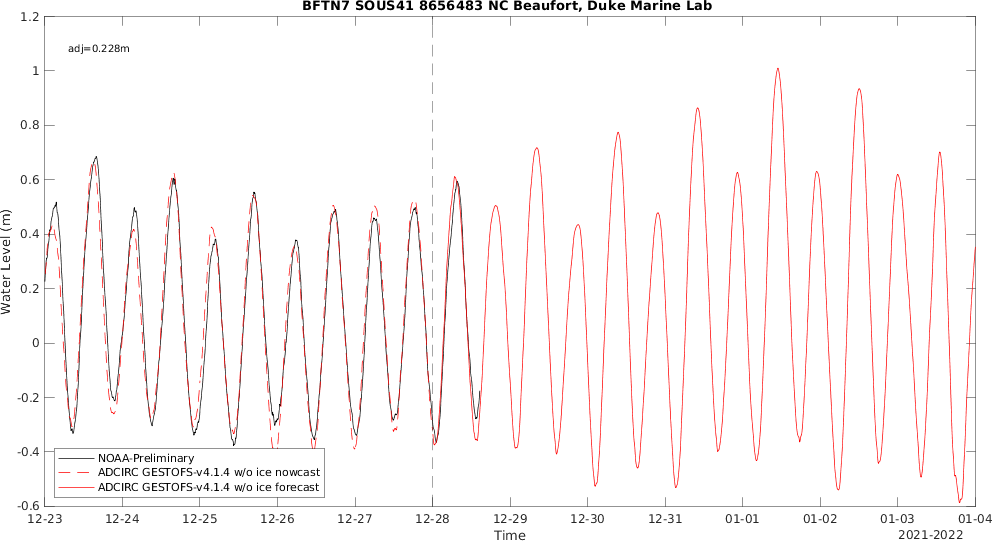 BFTN7 SOUS41 8656483 NC Beaufort, Duke Marine Lab
1.2
adj=0.228m
1
0.8
0.6
0.4
0.2
0
-0.2
-0.4
-0.6
Water Level (m)
NOAA-Preliminary
ADCIRC GESTOFS-v4.1.4 w/o ice nowcast
ADCIRC GESTOFS-v4.1.4 w/o ice forecast
12-23 12-24 12-25 12-26 12-27 12-28 12-29 12-30 12-31 01-01 01-02 01-03 01-04
Time
2021-2022